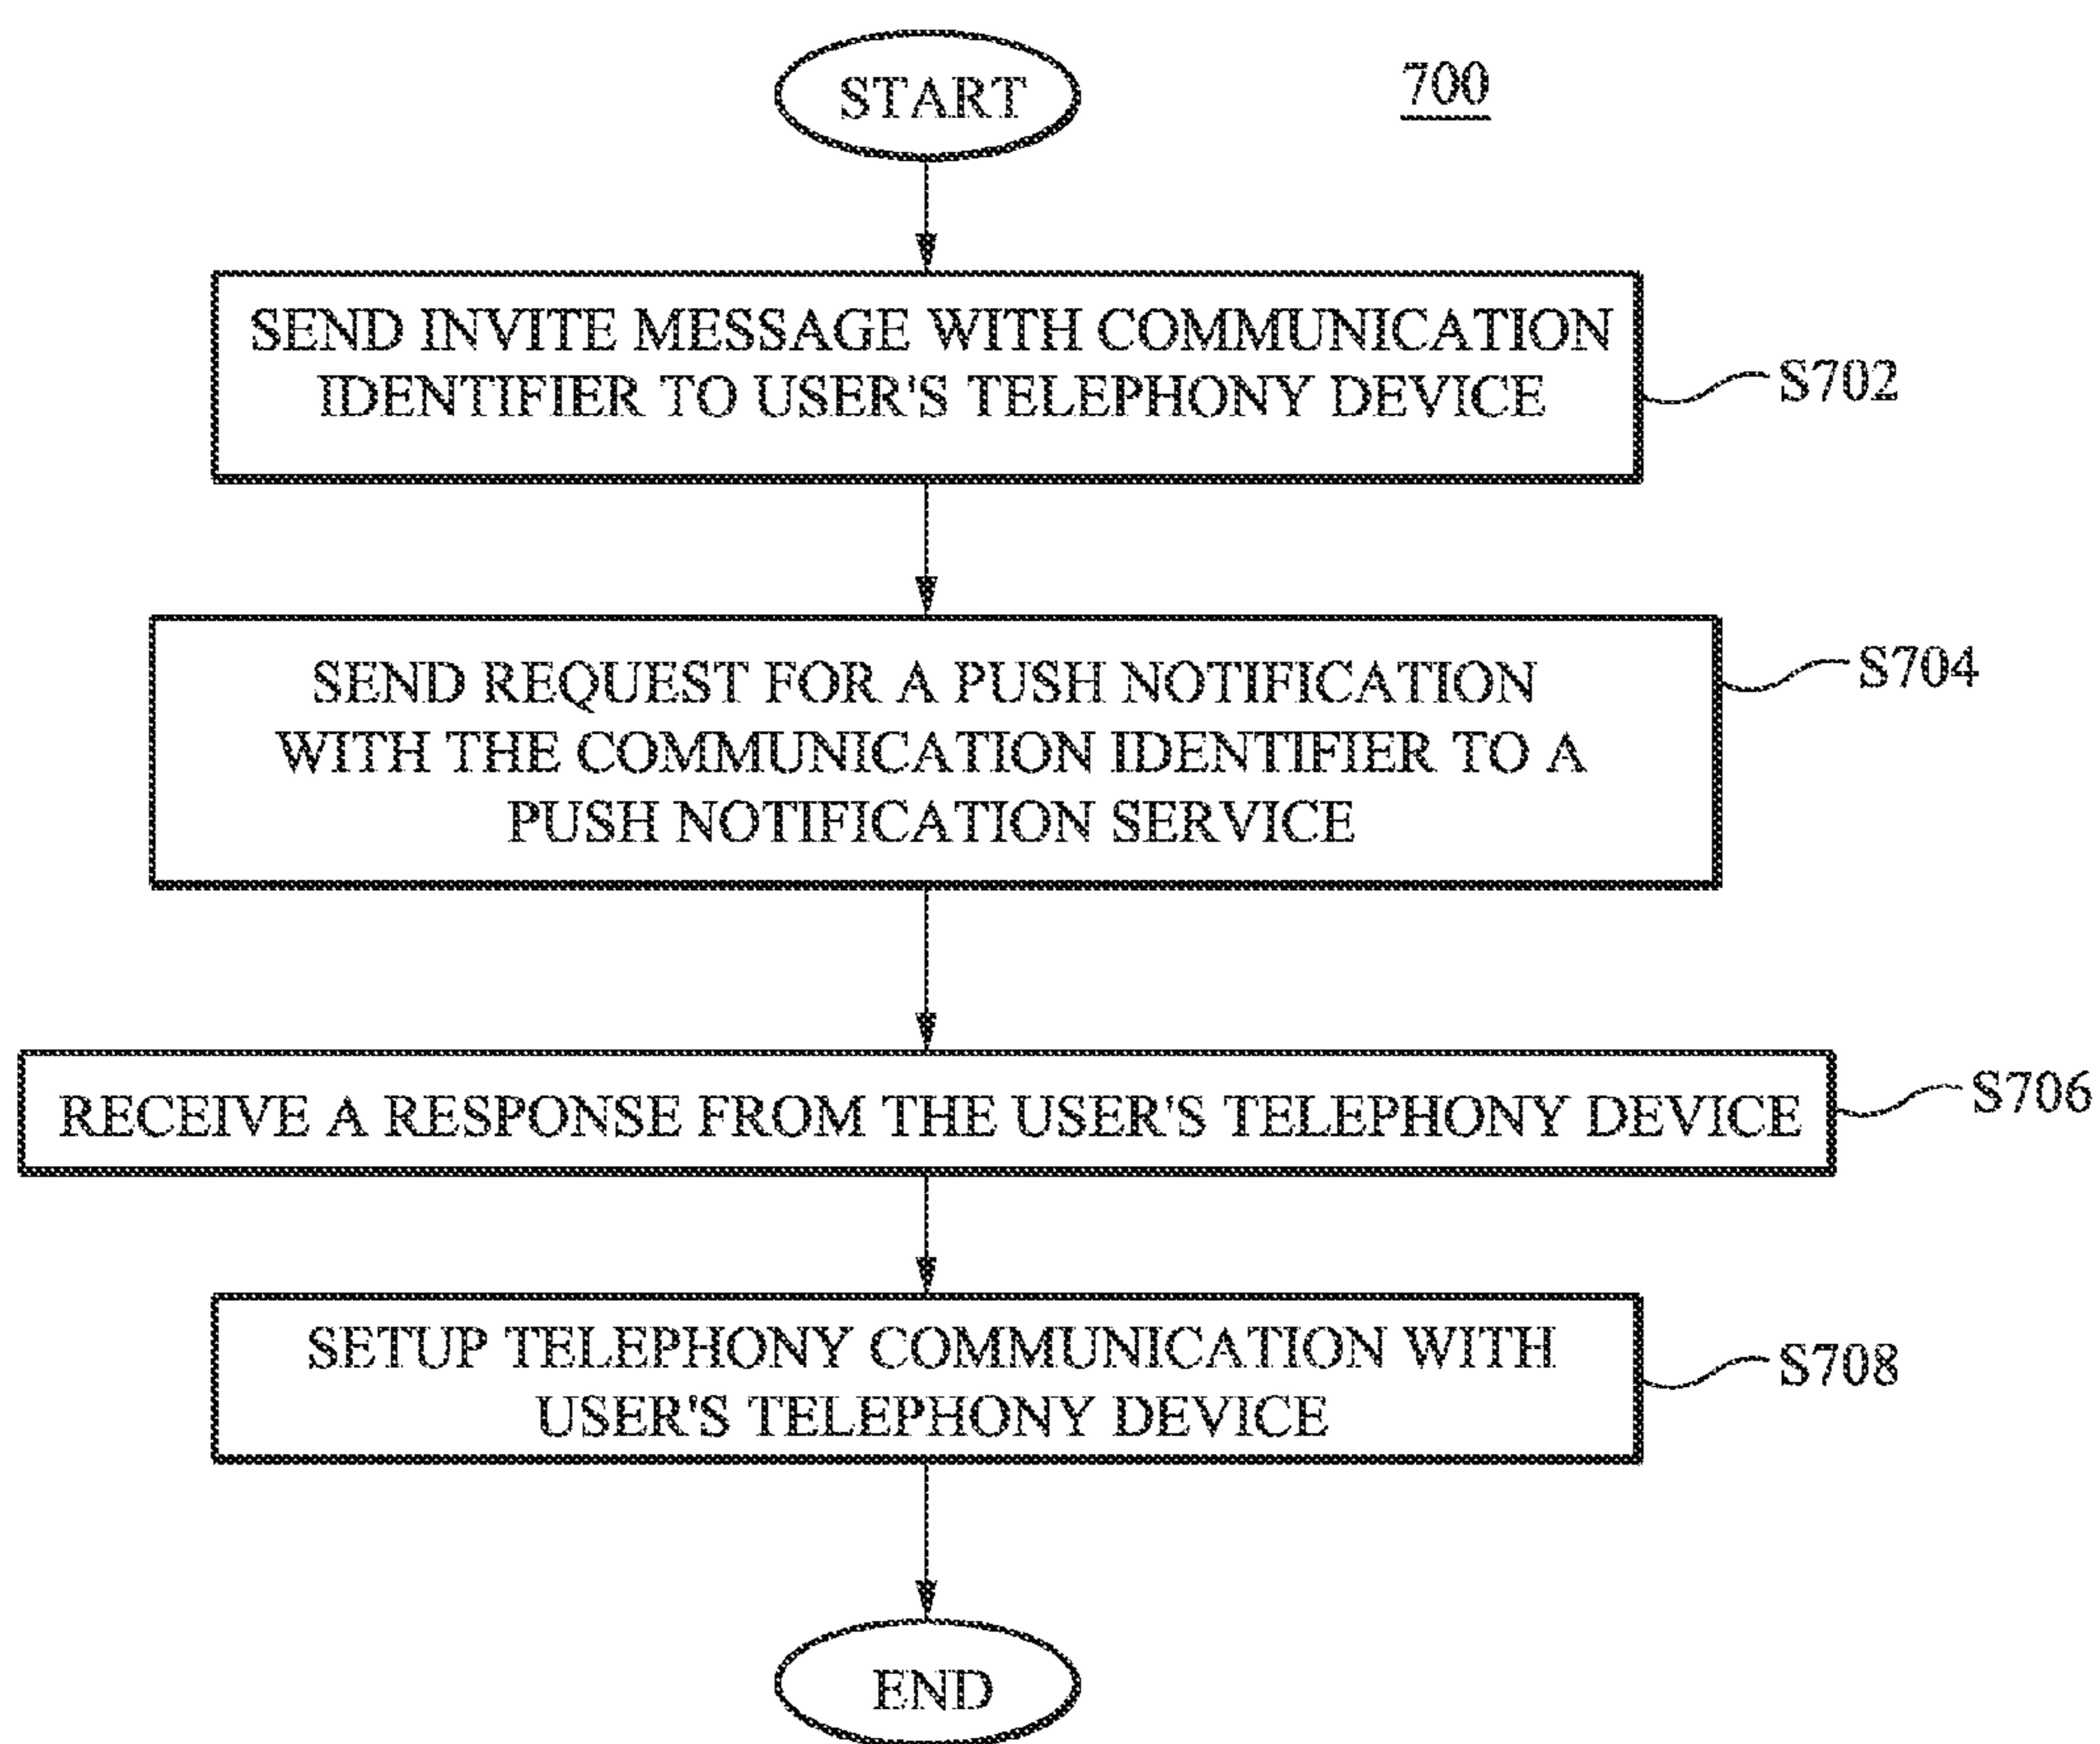 START
700
SEND INVITE MESSAGE WITH COMMUNICATION
IDENTIFIER TO USER'S TELEPHONY DEVICE
S702
SEND REQUEST FOR A PUSH NOTIFICATION
WITH THE COMMUNICATION IDENTIFIER TO A
PUSH NOTIFICATION SERVICE
S704
RECEIVE A RESPONSE FROM THE USER'S TELEPHONY DEVICE
S706
SETUP TELEPHONY COMMUNICATION WITH
USER'S TELEPHONY DEVICE
S708
END